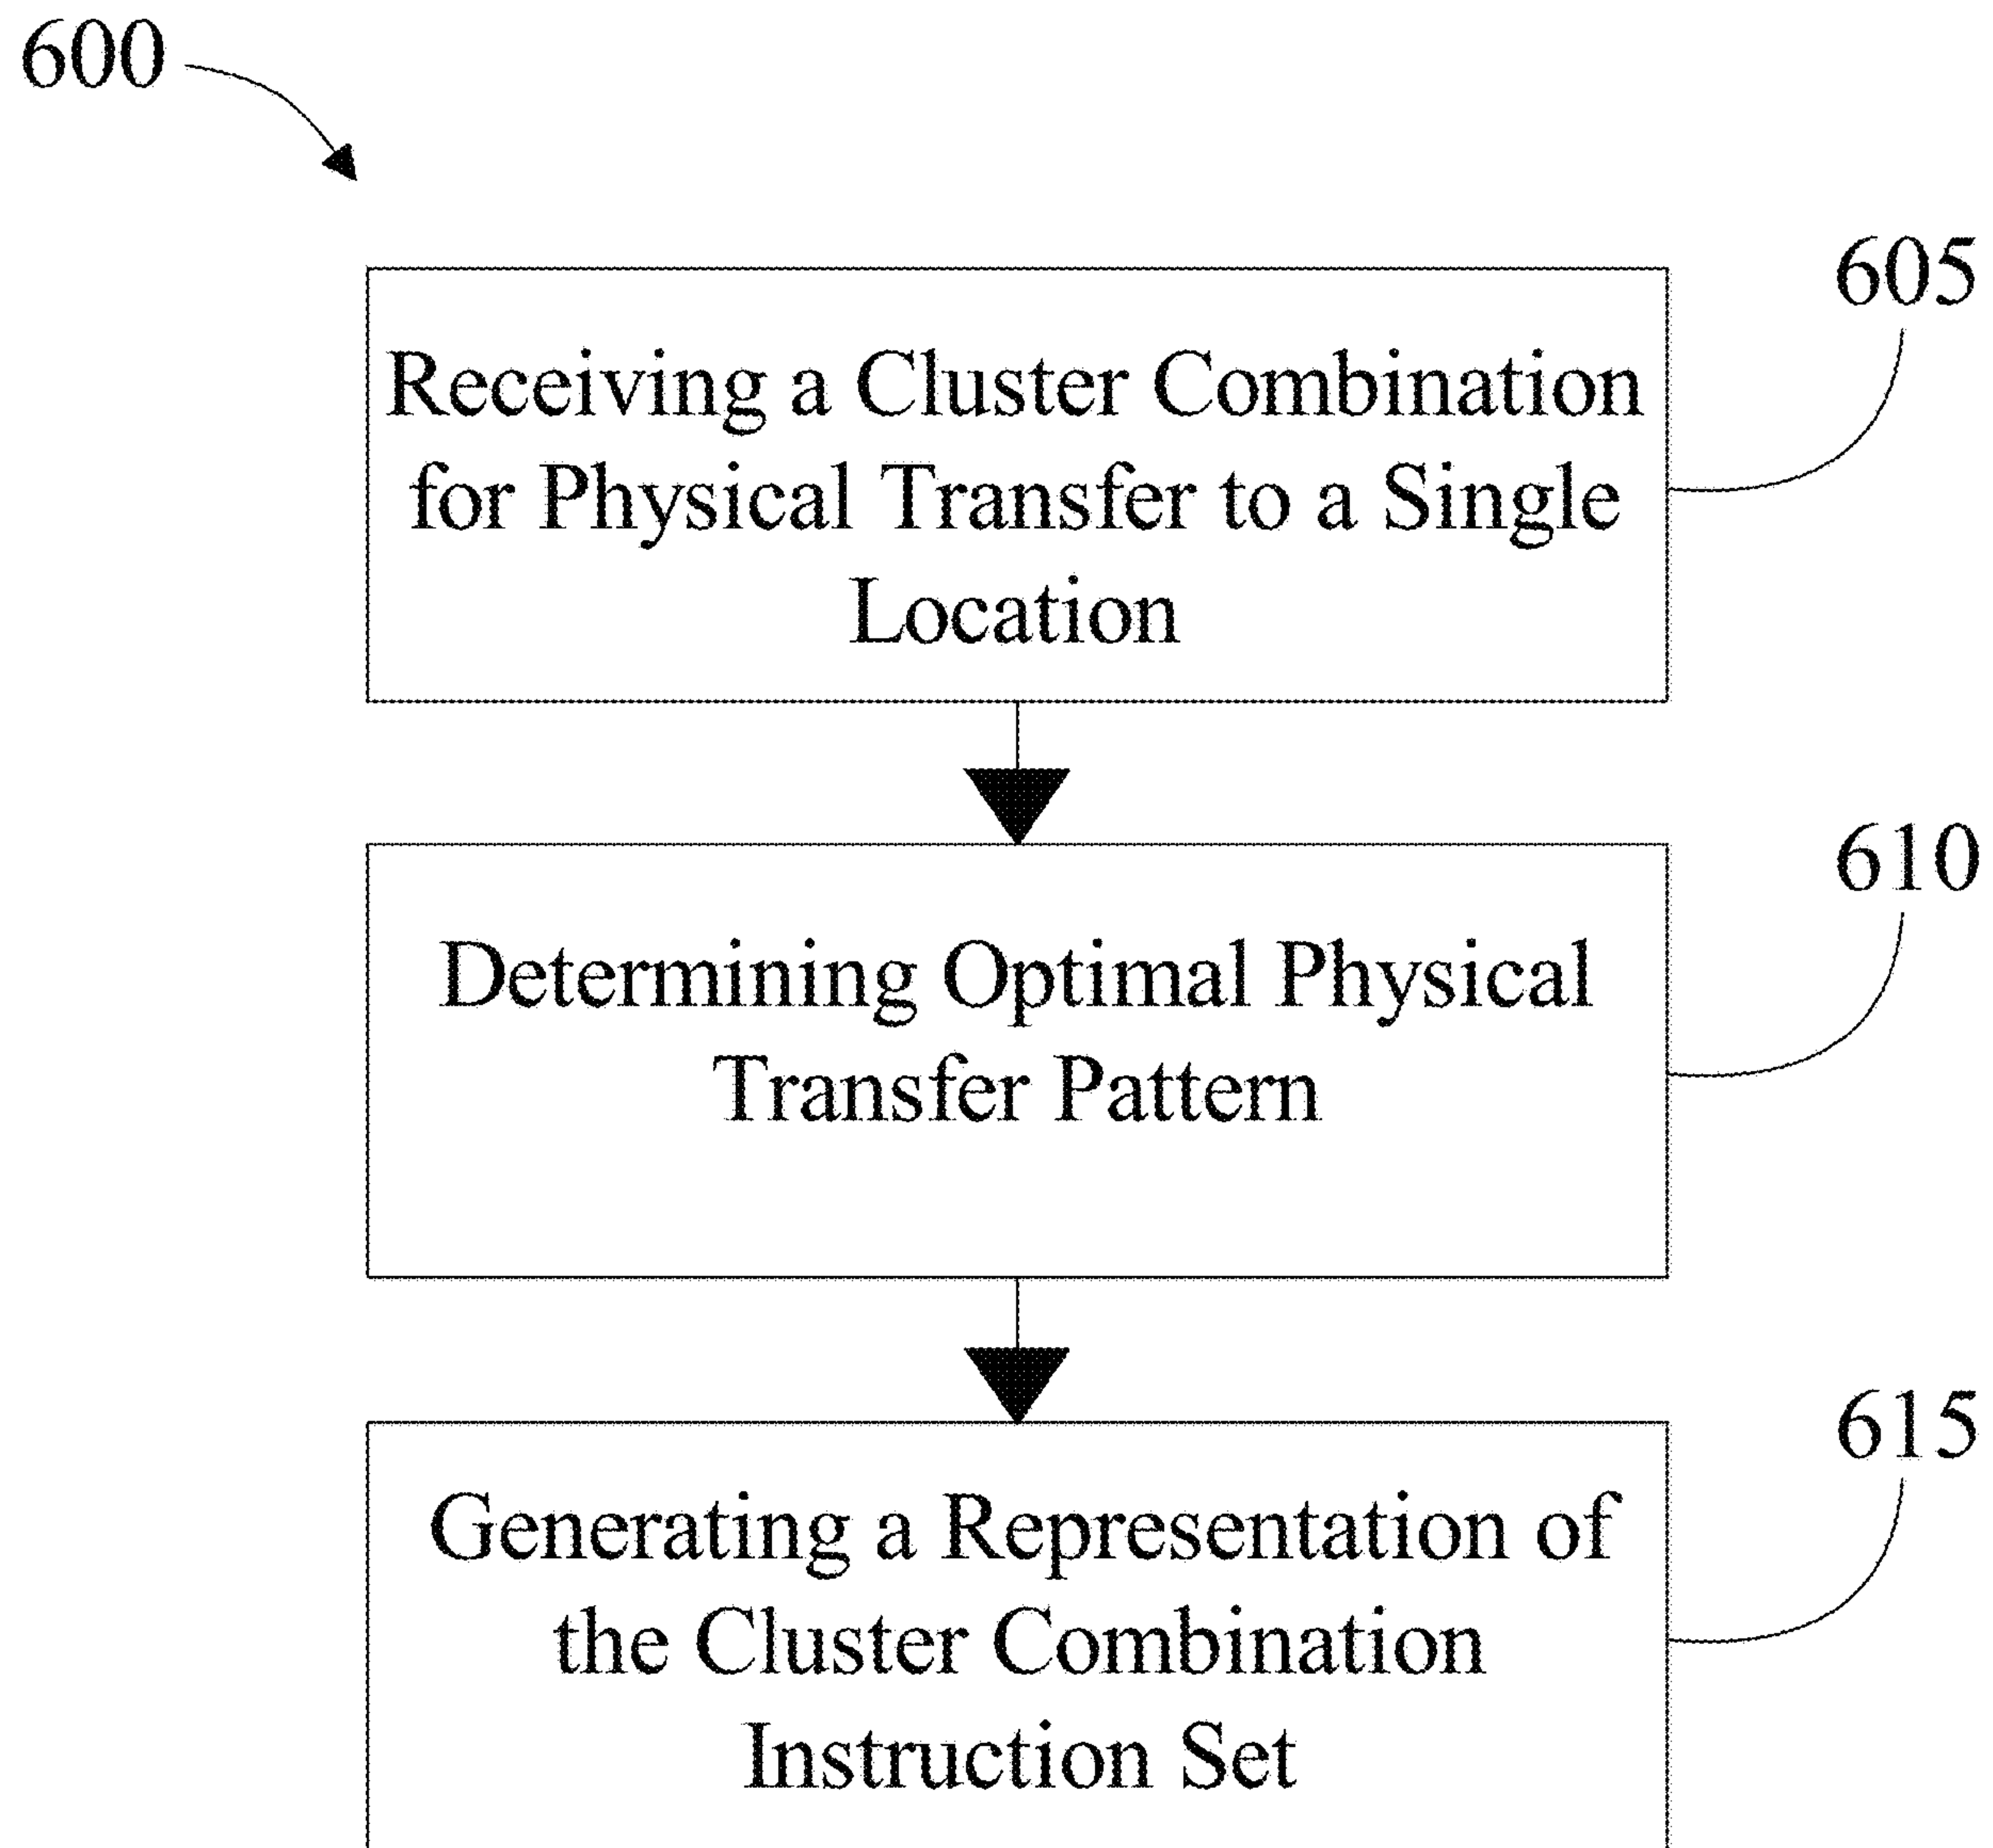 600
605
Receiving a Cluster Combination
for Physical Transfer to a Single
Location
610
Determining Optimal Physical
Transfer Pattern
615
Generating a Representation of
the Cluster Combination
Instruction Set